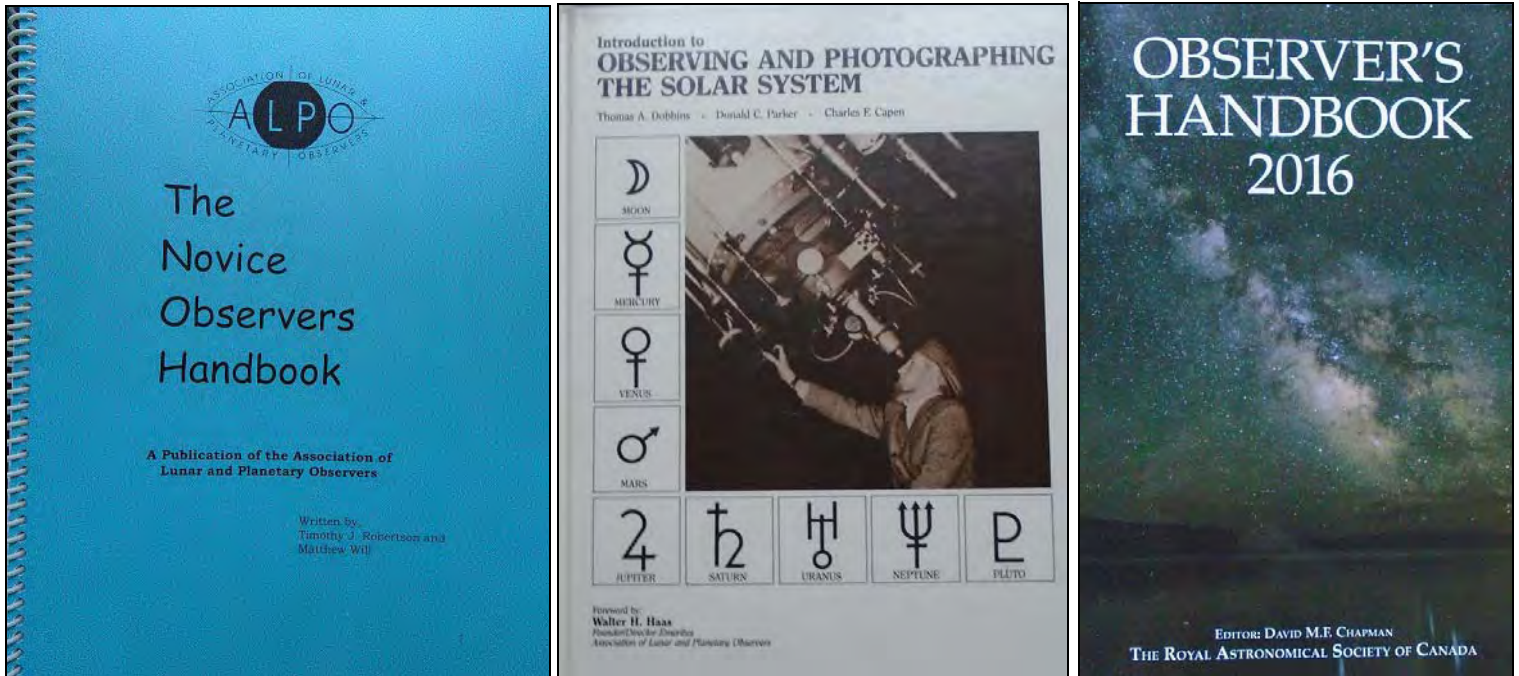 ASSOCIATION OF LUNAR &
ALPO
PLANETARY OBSERVERS
The
Novice
Observers
Handbook
A Publication of the Association of
Lunar and Planetary Observers
Written by
Timothy J. Robertson and
Matthew Will
Introduction to
OBSERVING AND PHOTOGRAPHING
THE SOLAR SYSTEM
Thomas A. Dobbins - Donald C. Parker - Charles F. Capen
MOON
MERCURY
VENUS
MARS
JUPITER
SATURN
URANUS
NEPTUNE
PLUTO
Foreword by
Walter H. Haas
Founder/Director Emeritus
Association of Lunar and Planetary Observers
OBSERVER'S
HANDBOOK
2016
EDITOR: DAVID M.F. CHAPMAN
THE ROYAL ASTRONOMICAL SOCIETY OF CANADA